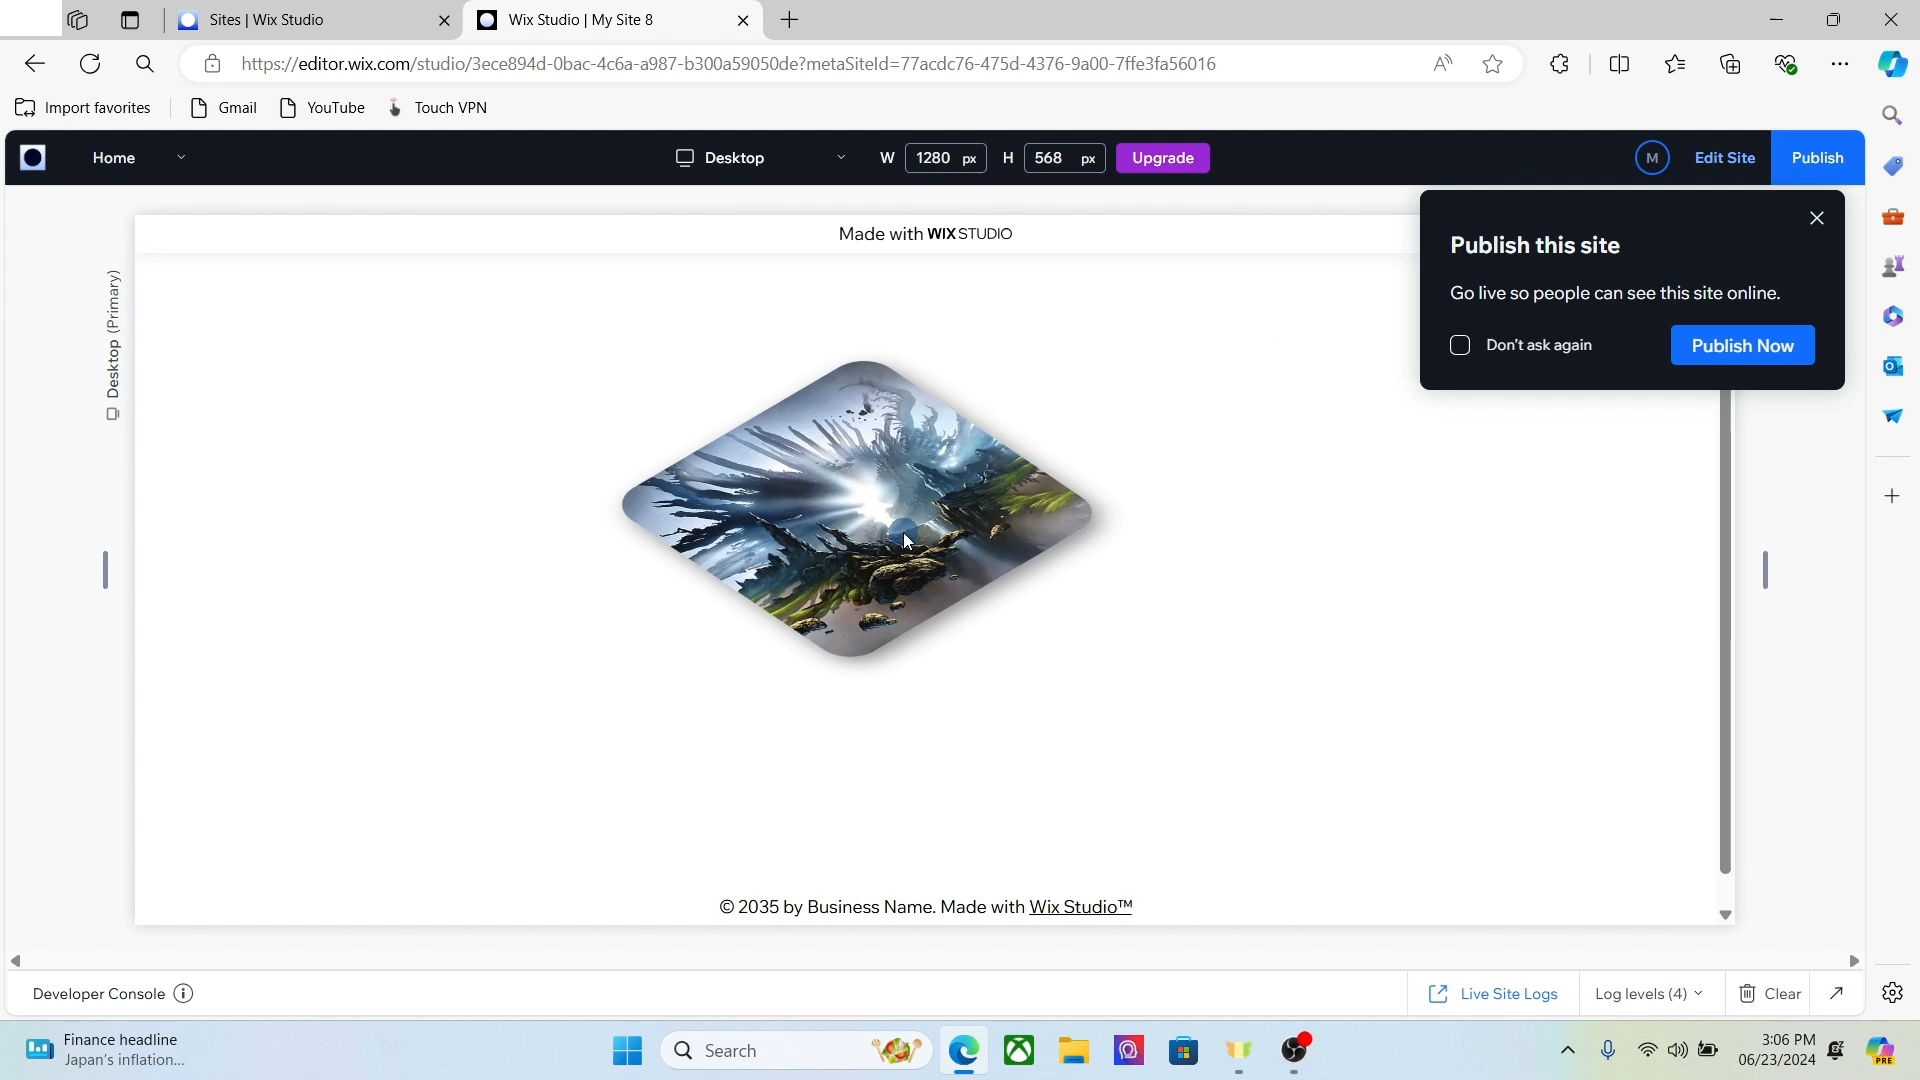 Sites | Wix Studio
Wix Studio | My Site 8
https://editor.wix.com/studio/3ece894d-0bac-4c6a-a987-b300a59050de?metaSiteId=77acdc76-475d-4376-9a00-7ffe3fa56016
Import favorites
Gmail
YouTube
Touch VPN
Home
Desktop
W 1280 px
H 568 px
Upgrade
M
Edit Site
Publish
Made with WIX STUDIO
Publish this site
Go live so people can see this site online.
Don't ask again
Publish Now
Desktop (Primary)
© 2035 by Business Name. Made with Wix Studio™
Developer Console
Live Site Logs
Log levels (4)
Clear
Finance headline
Japan's inflation...
Search
3:06 PM
06/23/2024
PRE